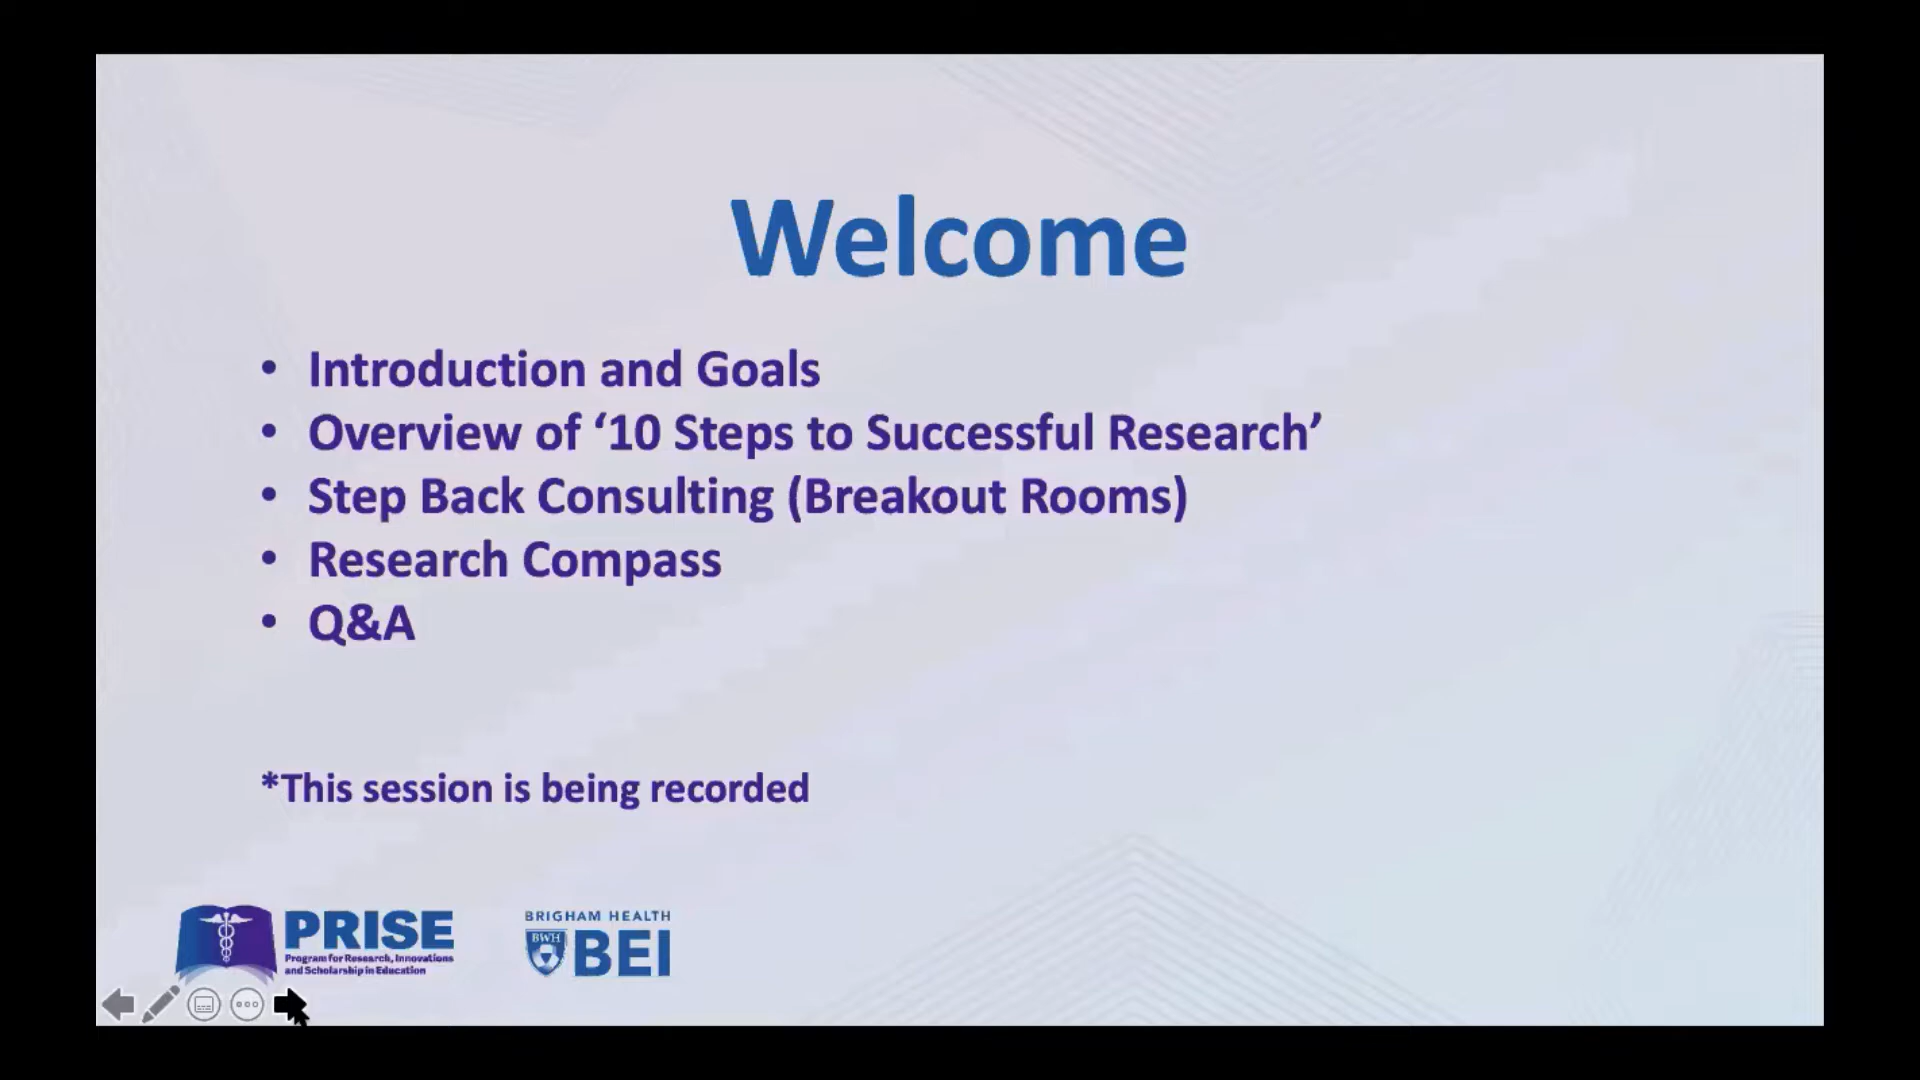 Welcome
• Introduction and Goals
• Overview of ‘10 Steps to Successful Research’
• Step Back Consulting (Breakout Rooms)
• Research Compass
• Q&A
*This session is being recorded
PRISE
Program for Research, Innovations
and Scholarship in Education
BRIGHAM HEALTH
BWH
BEI